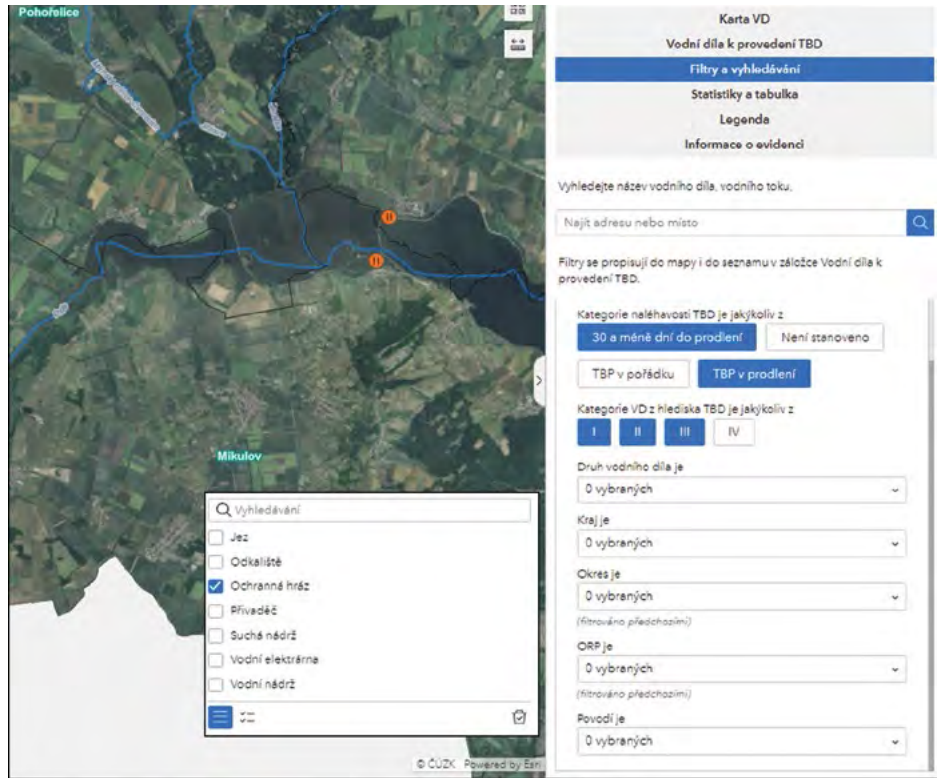 Pohořelice
Mikulov
Vyhledávání
Jez
Odkaliště
Ochranná hráz
Přivaděč
Suchá nádrž
Vodní elektrárna
Vodní nádrž
© ČÚZK Powered by Esri
Karta VD
Vodní díla k provedení TBD
Filtry a vyhledávání
Statistiky a tabulka
Legenda
Informace o evidenci
Vyhledejte název vodního díla, vodního toku.
Najít adresu nebo místo
Filtry se propisují do mapy i do seznamu v záložce Vodní díla k
provedení TBD.
Kategorie naléhavosti TBD je jakýkoliv z
30 a méně dní do prodlení
Není stanoveno
TBP v pořádku
TBP v prodlení
Kategorie VD z hlediska TBD je jakýkoliv z
I II III IV
Druh vodního díla je
0 vybraných
Kraj je
0 vybraných
Okres je
0 vybraných
(filtrováno předchozími)
ORP je
0 vybraných
(filtrováno předchozími)
Povodí je
0 vybraných
II
II